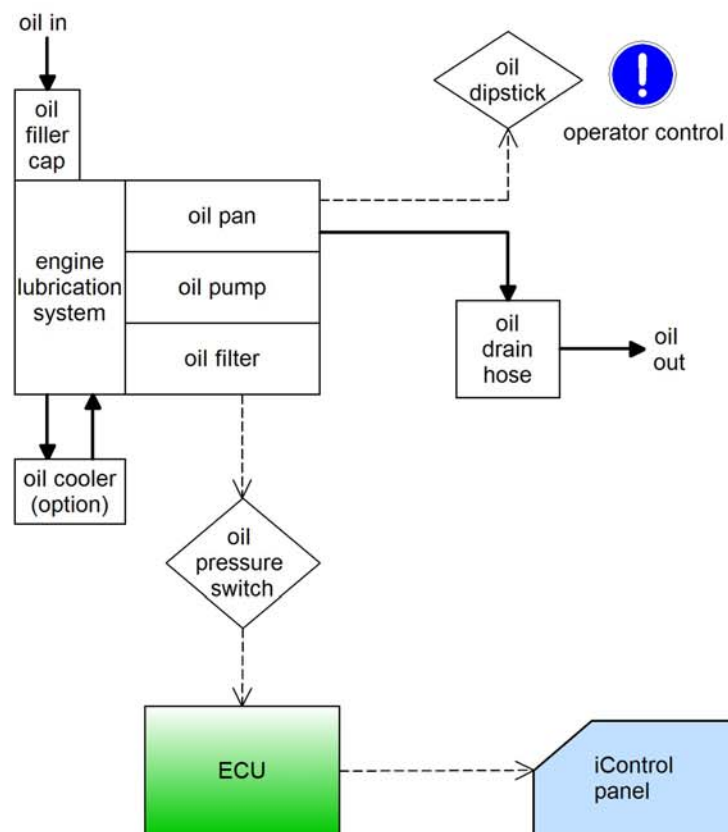 oil in
oil
filler
cap
oil
dipstick
operator control
engine
lubrication
system
oil pan
oil pump
oil filter
oil
drain
hose
oil
out
oil cooler
(option)
oil
pressure
switch
ECU
iControl
panel